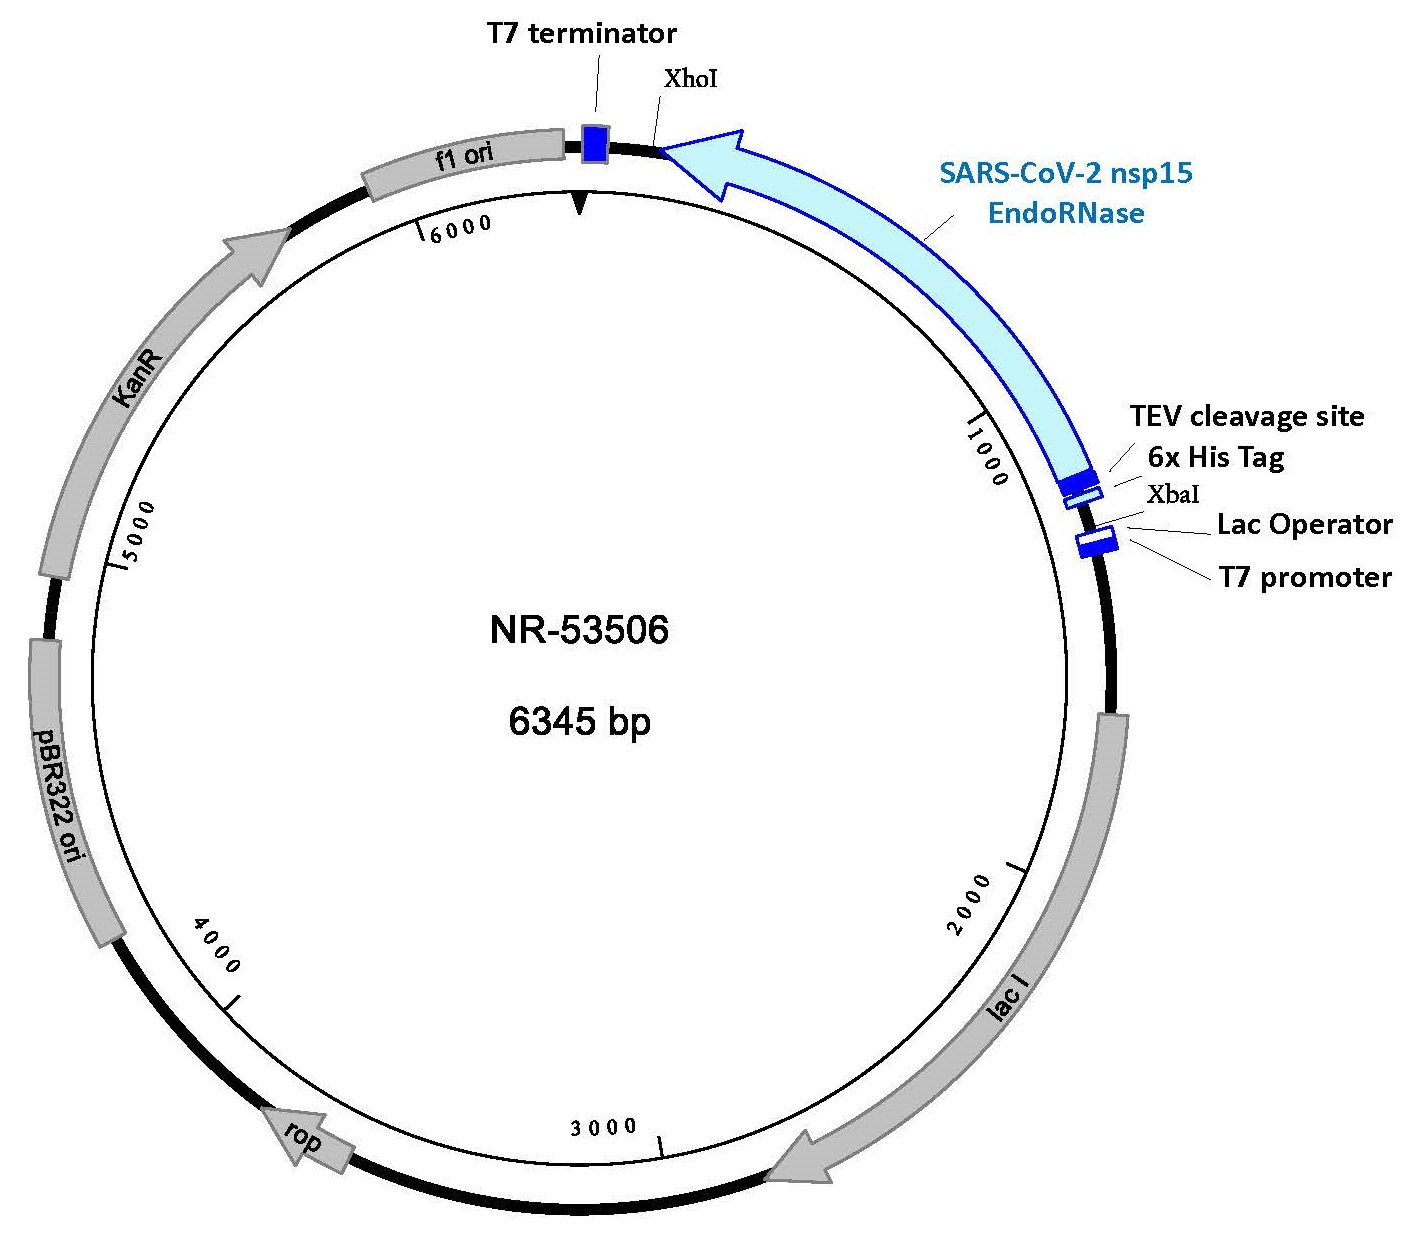 T7 terminator
XhoI
f1 ori
SARS-CoV-2 nsp15
EndoRNase
6000
KanR
1000
TEV cleavage site
6x His Tag
XbaI
Lac Operator
T7 promoter
5000
NR-53506
6345 bp
pBR322 ori
2000
4000
lac I
3000
rop